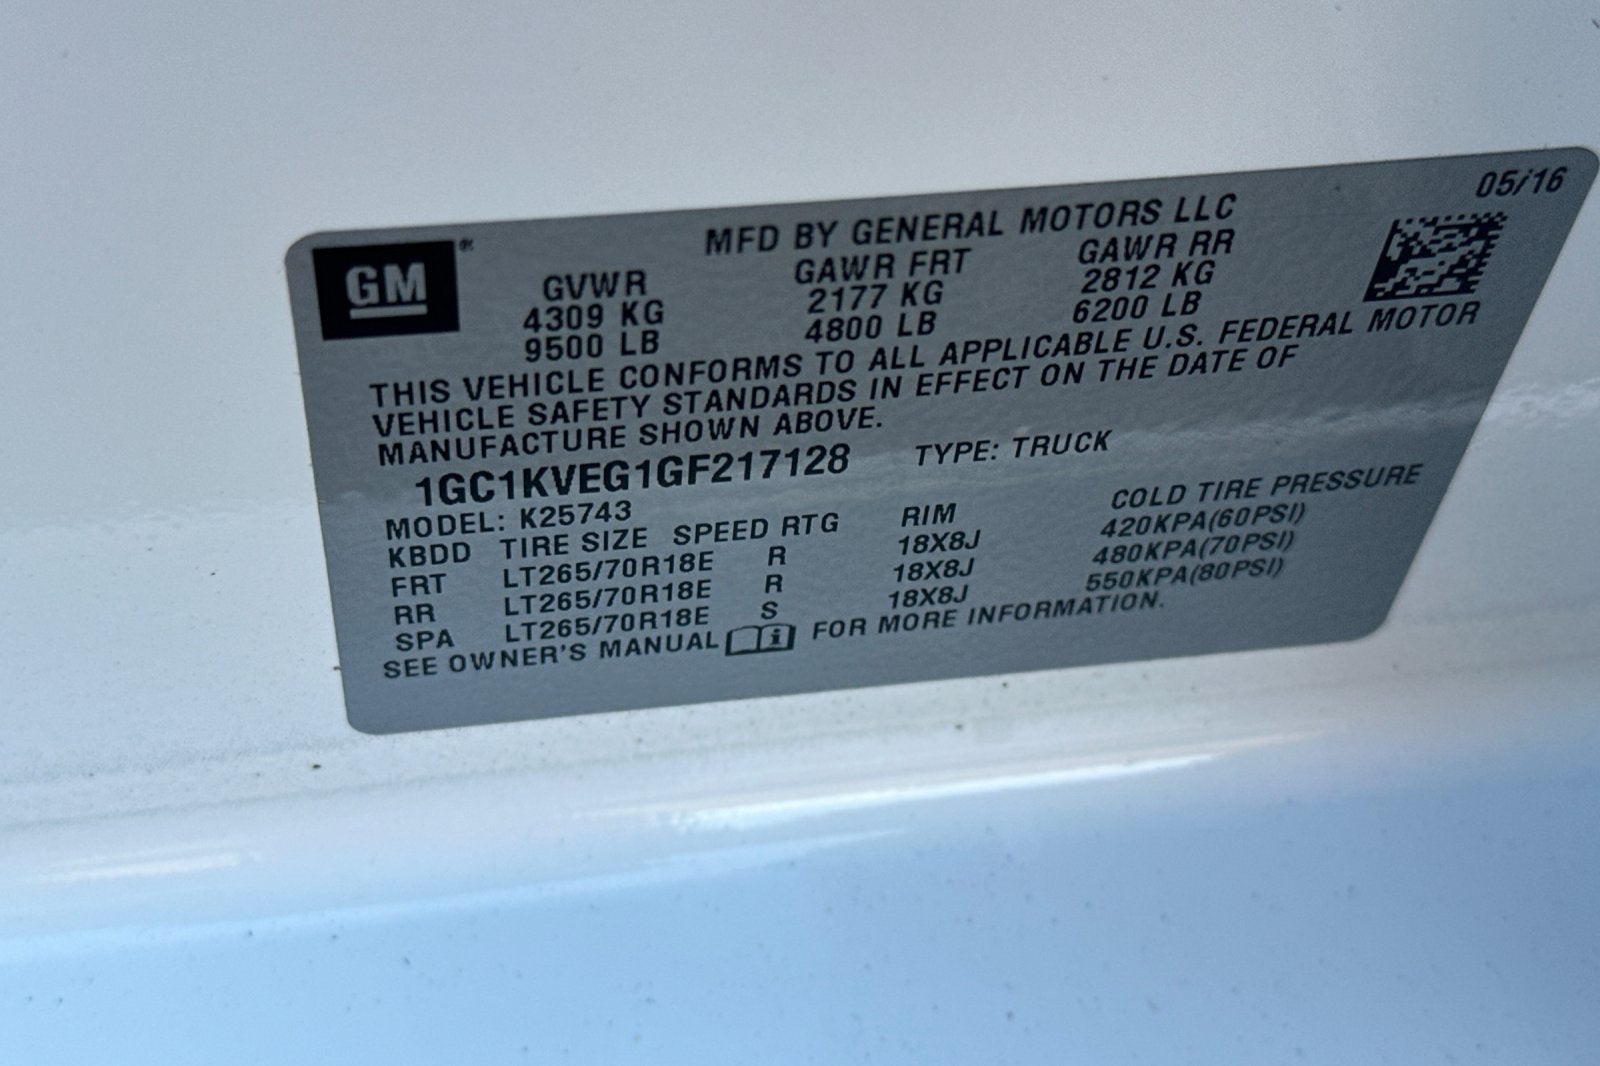 GM®
05/16
MFD BY GENERAL MOTORS LLC
GVWR GAWR FRT GAWR RR
4309 KG 2177 KG 2812 KG
9500 LB 4800 LB 6200 LB
THIS VEHICLE CONFORMS TO ALL APPLICABLE U.S. FEDERAL MOTOR
VEHICLE SAFETY STANDARDS IN EFFECT ON THE DATE OF
MANUFACTURE SHOWN ABOVE.
1GC1KVEG1GF217128 TYPE: TRUCK
MODEL: K25743
KBDD TIRE SIZE SPEED RTG RIM COLD TIRE PRESSURE
FRT LT265/70R18E R 18X8J 420KPA(60PSI)
RR LT265/70R18E R 18X8J 480KPA(70PSI)
SPA LT265/70R18E S 18X8J 550KPA(80PSI)
SEE OWNER'S MANUAL i FOR MORE INFORMATION.